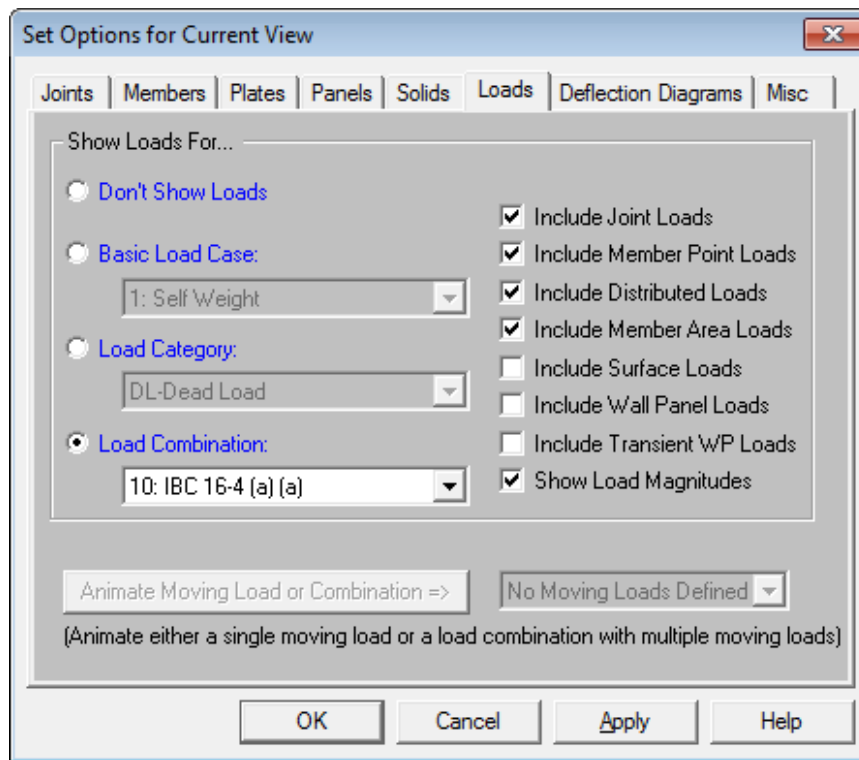 Set Options for Current View
Joints Members Plates Panels Solids Loads Deflection Diagrams Misc
Show Loads For...
Don't Show Loads
Basic Load Case:
1: Self Weight
Load Category:
DL-Dead Load
Load Combination:
10: IBC 16-4 (a) (a)
Include Joint Loads
Include Member Point Loads
Include Distributed Loads
Include Member Area Loads
Include Surface Loads
Include Wall Panel Loads
Include Transient WP Loads
Show Load Magnitudes
Animate Moving Load or Combination => No Moving Loads Defined
(Animate either a single moving load or a load combination with multiple moving loads)
OK Cancel Apply Help